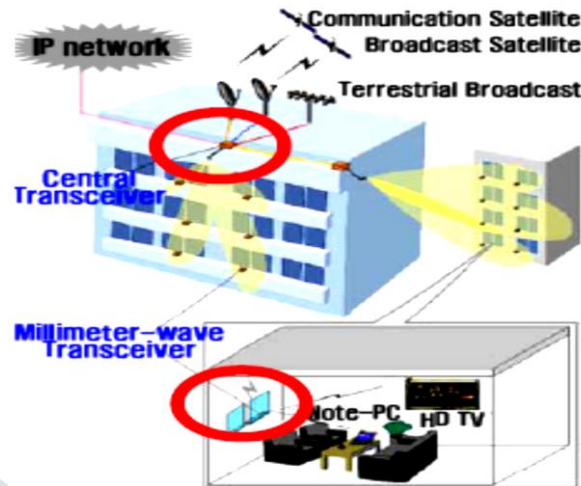 Communication Satellite
IP network
Broadcast Satellite
Terrestrial Broadcast
Central
Transceiver
Millimeter-wave
Transceiver
Note-PC
HD TV